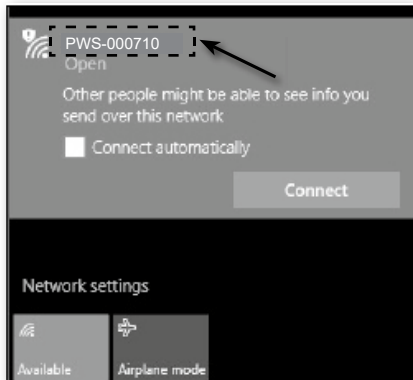 PWS-000710
Open
Other people might be able to see info you
send over this network
Connect automatically
Connect
Network settings
Available
Airplane mode